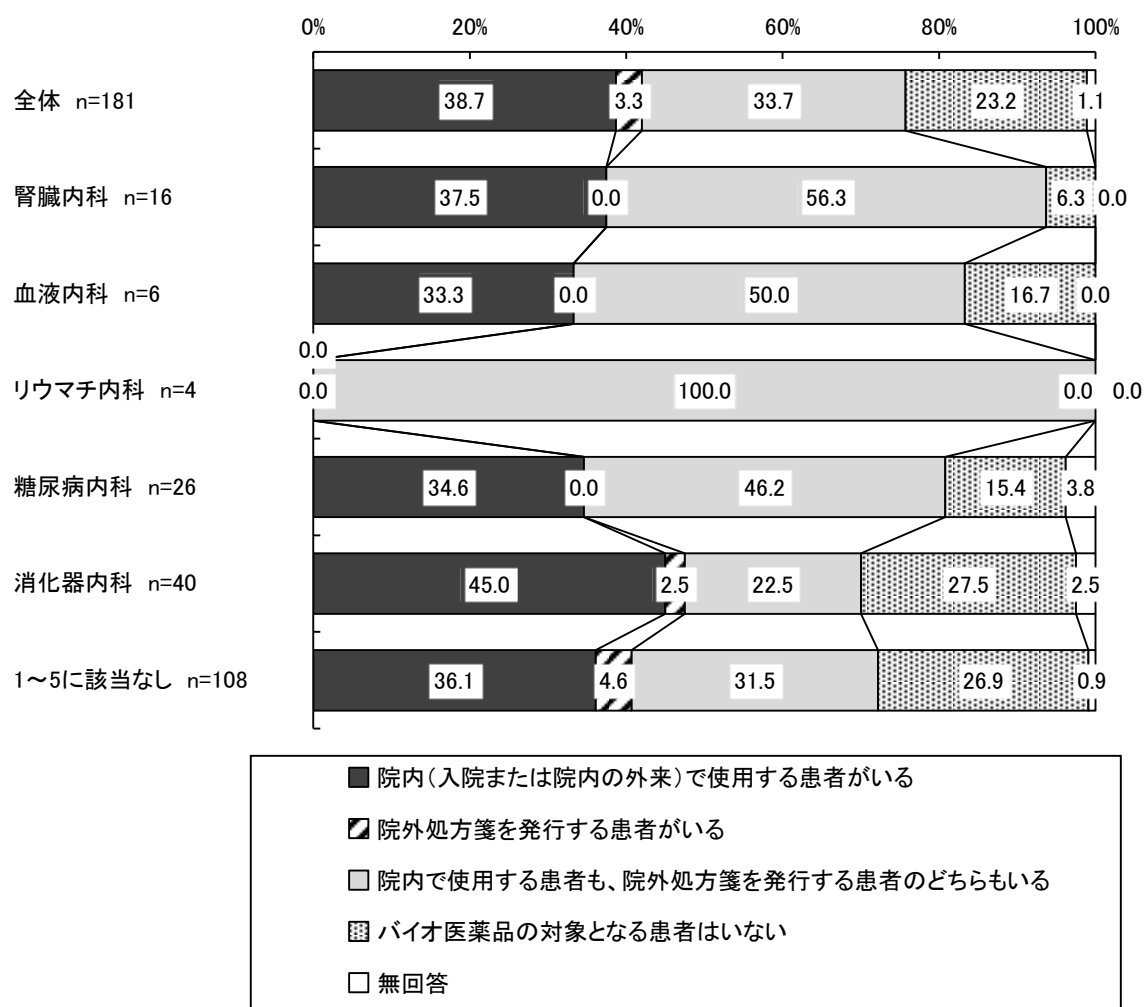 0% 20% 40% 60% 80% 100%
全体 n=181 38.7 3.3 33.7 23.2 1.1
腎臓内科 n=16 37.5 0.0 56.3 6.3 0.0
血液内科 n=6 33.3 0.0 50.0 16.7 0.0
0.0
リウマチ内科 n=4 0.0 100.0 0.0 0.0
糖尿病内科 n=26 34.6 0.0 46.2 15.4 3.8
消化器内科 n=40 45.0 2.5 22.5 27.5 2.5
1～5に該当なし n=108 36.1 4.6 31.5 26.9 0.9
院内（入院または院内の外来）で使用する患者がいる
院外処方箋を発行する患者がいる
院内で使用する患者も、院外処方箋を発行する患者のどちらもいる
バイオ医薬品の対象となる患者はいない
無回答